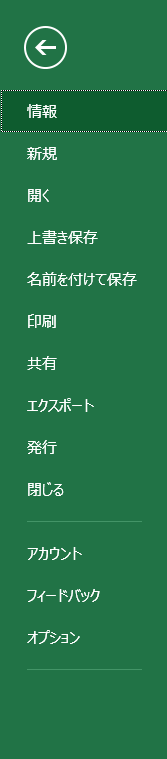 情報
新規
開く
上書き保存
名前を付けて保存
印刷
共有
エクスポート
発行
閉じる
アカウント
フィードバック
オプション